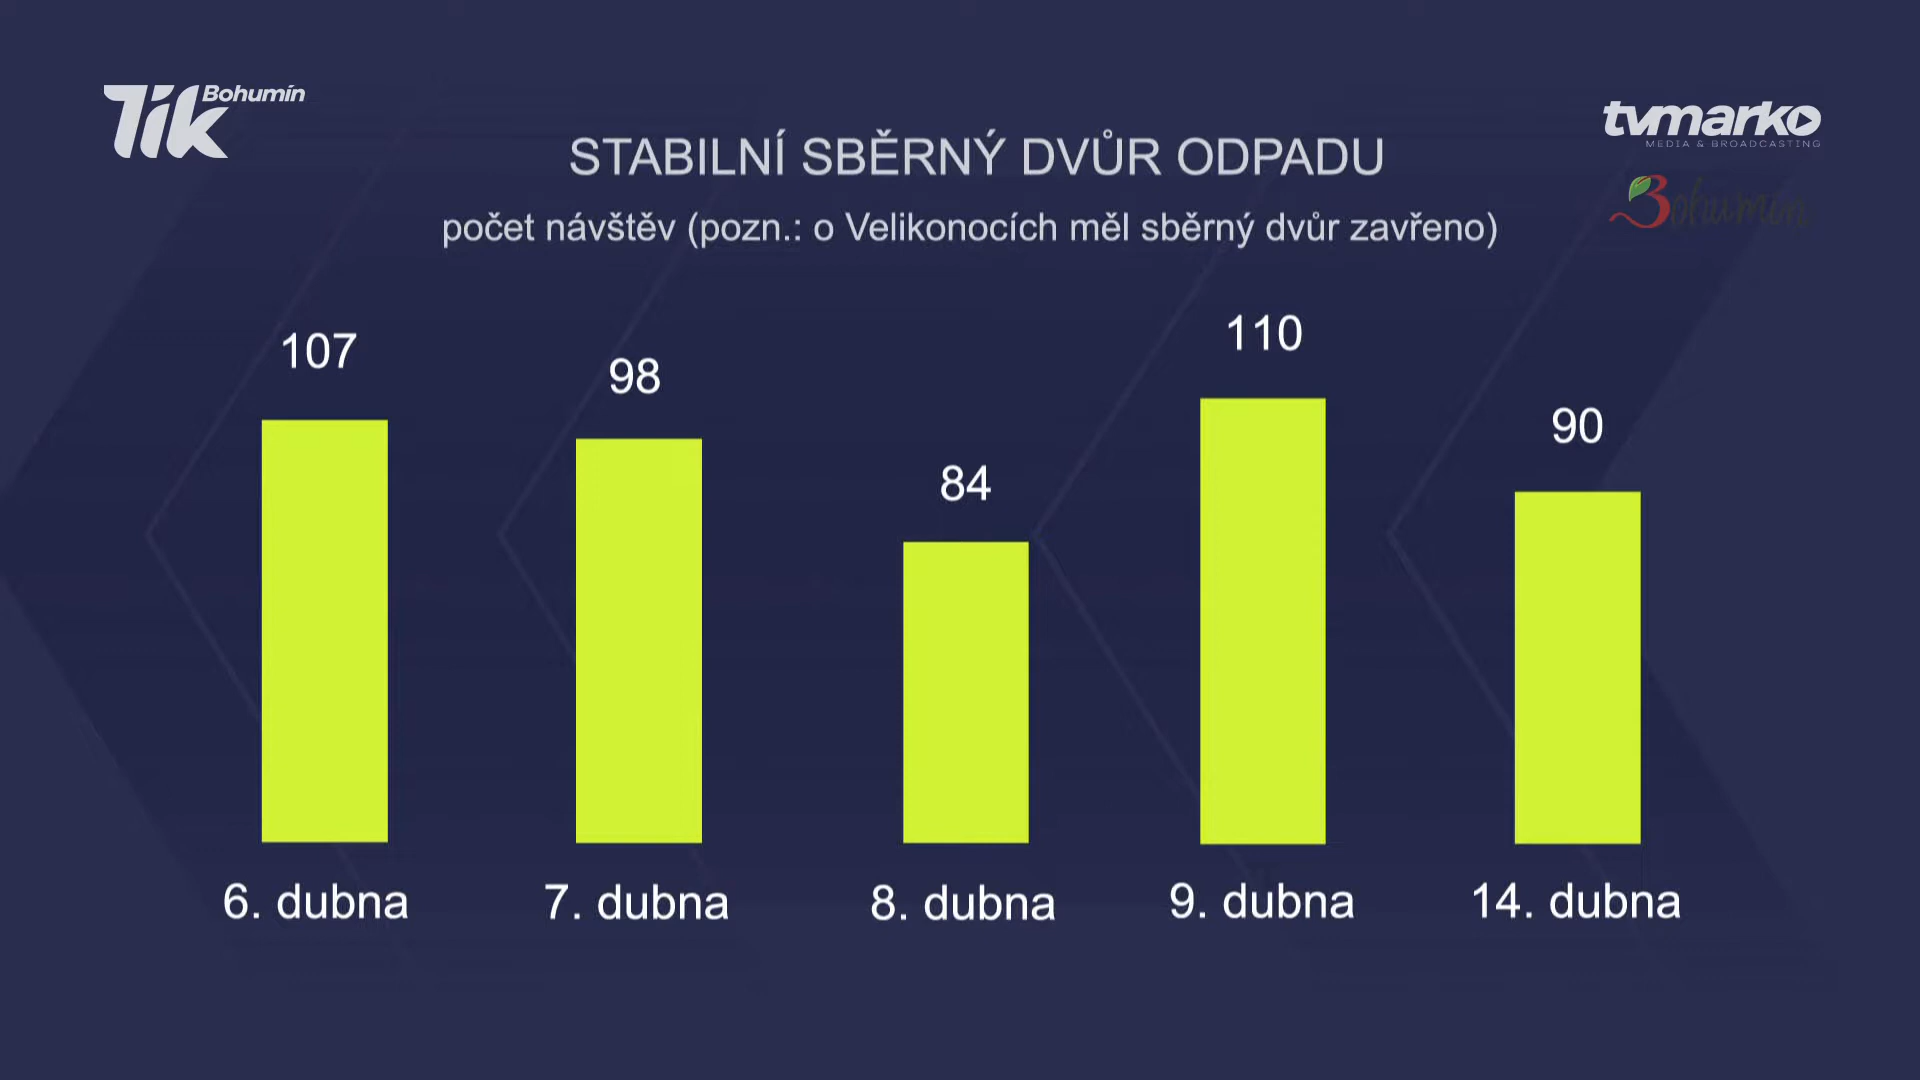 Tik Bohumín
tvmarko
MEDIA & BROADCASTING
Bohumín
STABILNÍ SBĚRNÝ DVŮR ODPADU
počet návštěv (pozn.: o Velikonocích měl sběrný dvůr zavřeno)
107
98
84
110
90
6. dubna
7. dubna
8. dubna
9. dubna
14. dubna